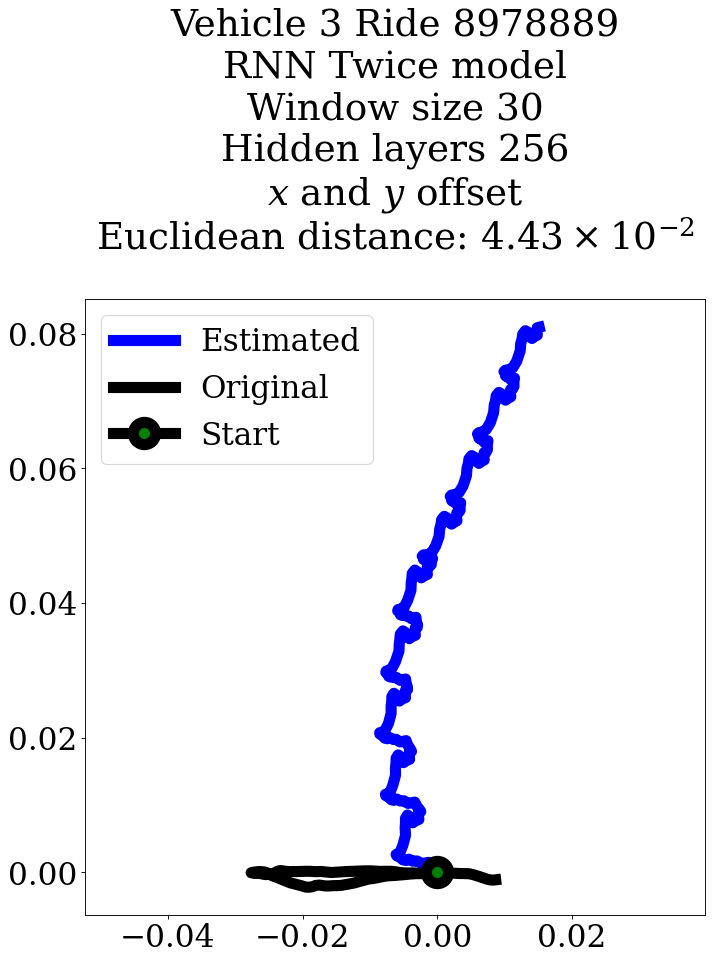 Vehicle 3 Ride 8978889
RNN Twice model
Window size 30
Hidden layers 256
x and y offset
Euclidean distance: 4.43 × 10⁻²
Estimated
Original
Start
0.08
0.06
0.04
0.02
0.00
−0.04
−0.02
0.00
0.02